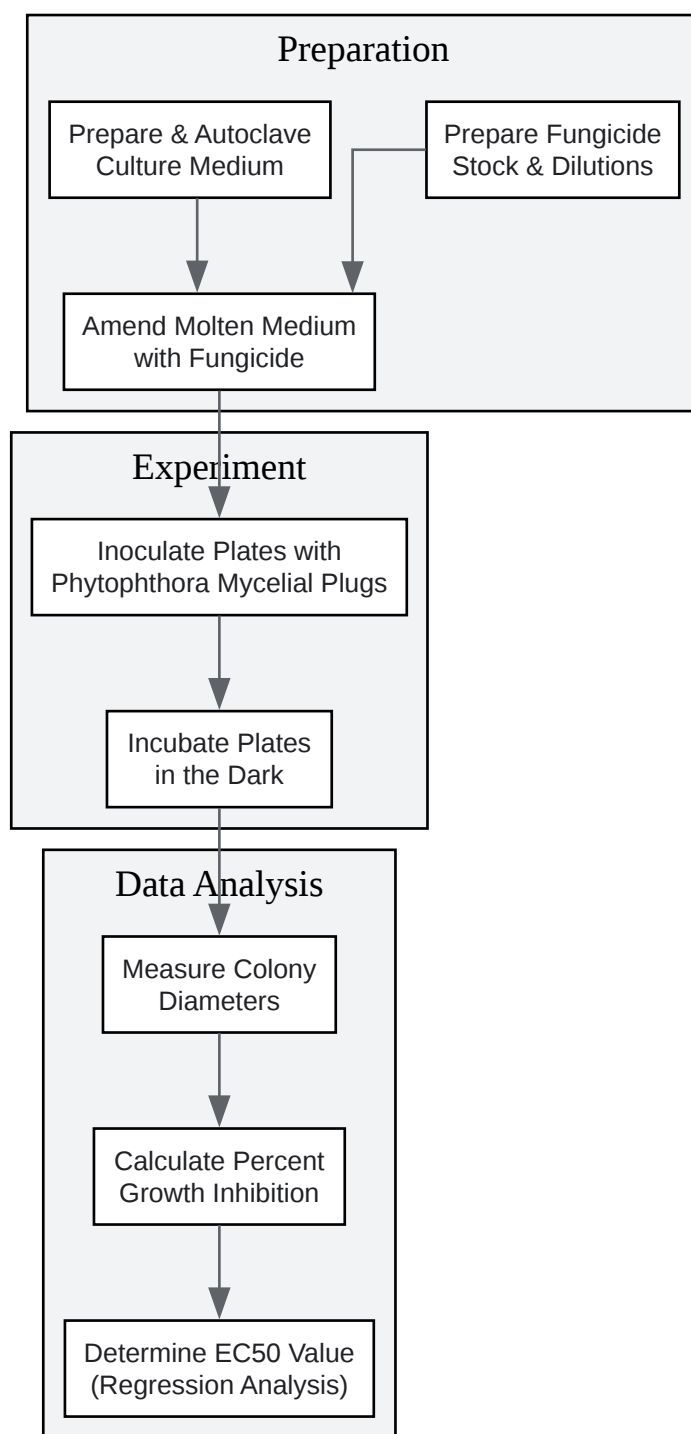 Preparation
Prepare & Autoclave
Culture Medium
Prepare Fungicide
Stock & Dilutions
Amend Molten Medium
with Fungicide
Experiment
Inoculate Plates with
Phytophthora Mycelial Plugs
Incubate Plates
in the Dark
Data Analysis
Measure Colony
Diameters
Calculate Percent
Growth Inhibition
Determine EC50 Value
(Regression Analysis)